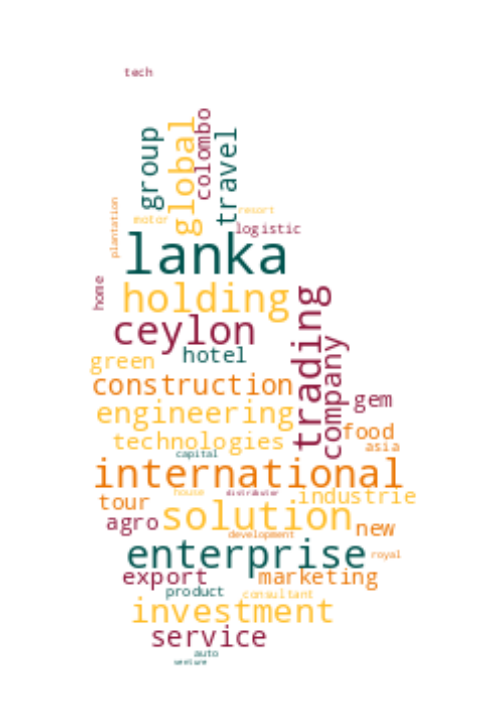 tech
group
global
colombo
travel
plantation
motor
resort
logistic
lanka
home
holding
trading
ceylon
company
hotel
green
construction
gem
engineering
food
technologies
asia
capital
international
house
distributor
industrie
tour
agro
solution
new
development
enterprise
royal
export
marketing
product
consultant
investment
service
auto
venture